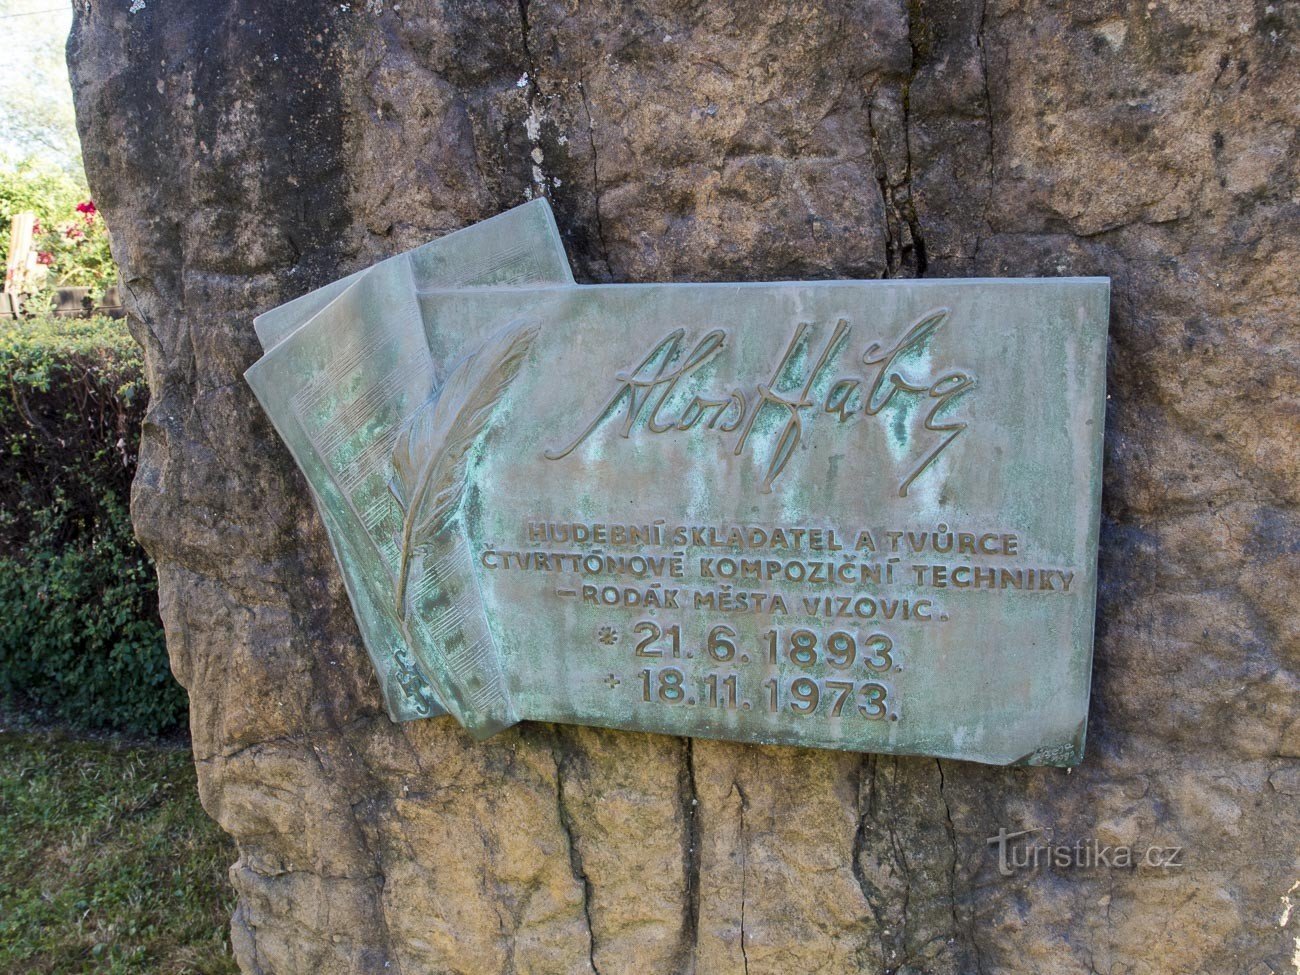 Alois Hába
HUDEBNÍ SKLADATEL A TVŮRCE
ČTVRTTÓNOVÉ KOMPOZIČNÍ TECHNIKY
— RODÁK MĚSTA VIZOVIC.
* 21. 6. 1893.
+ 18. 11. 1973.
Turistika.cz